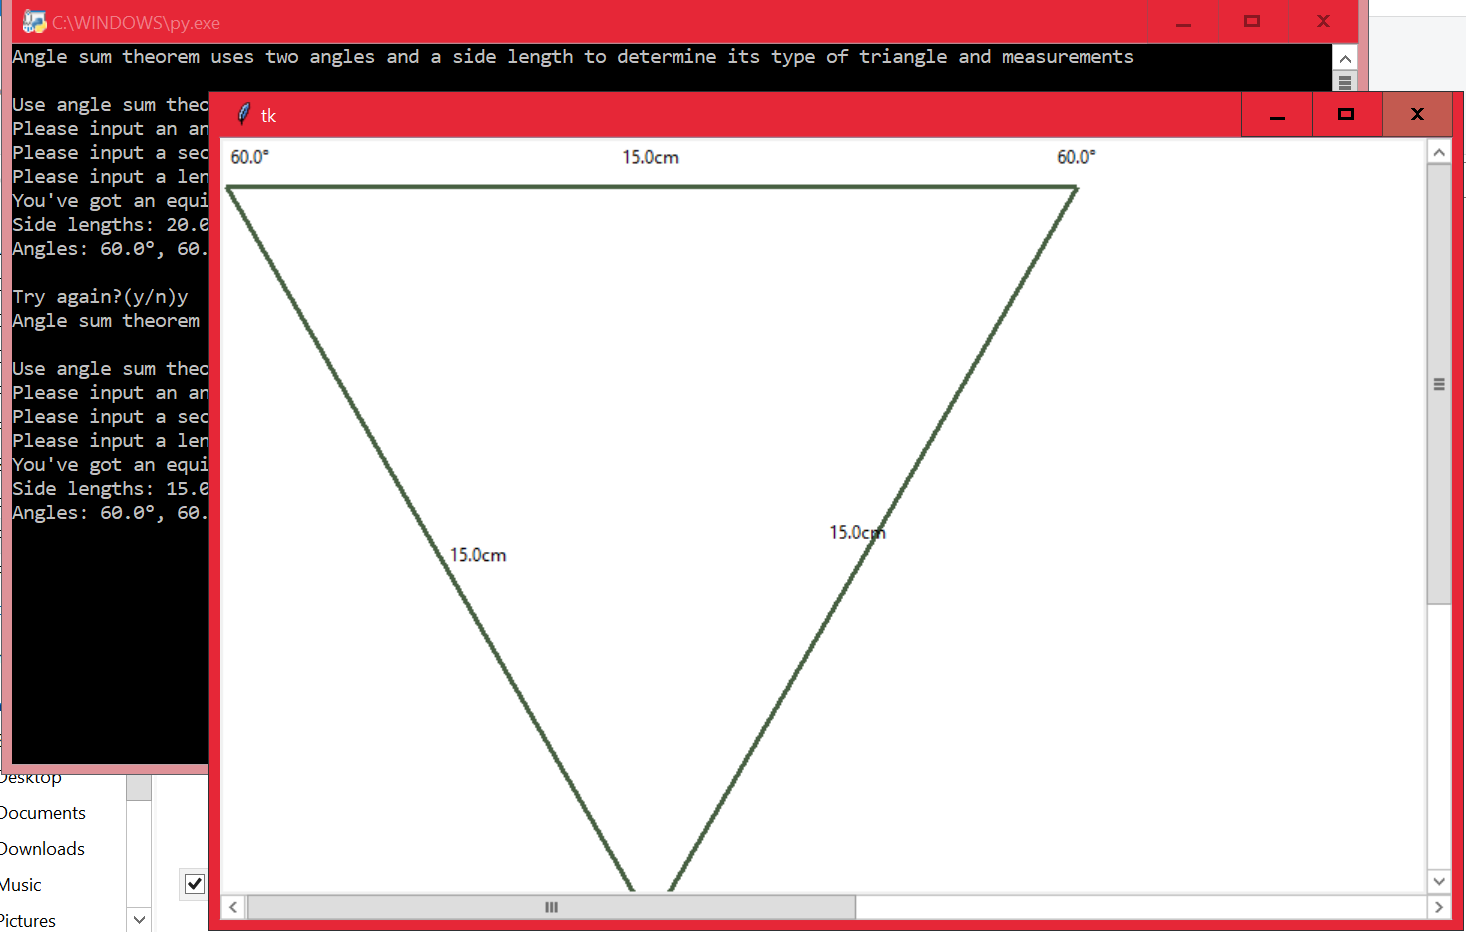 C:\WINDOWS\py.exe
Angle sum theorem uses two angles and a side length to determine its type of triangle and measurements
Use angle sum theo
Please input an an
Please input a sec
Please input a len
You've got an equi
Side lengths: 20.0
Angles: 60.0°, 60.
Try again?(y/n)y
Angle sum theorem
Use angle sum theo
Please input an an
Please input a sec
Please input a len
You've got an equi
Side lengths: 15.0
Angles: 60.0°, 60.
tk
60.0° 15.0cm 60.0°
15.0cm
15.0cm
Desktop
Documents
Downloads
Music
Pictures